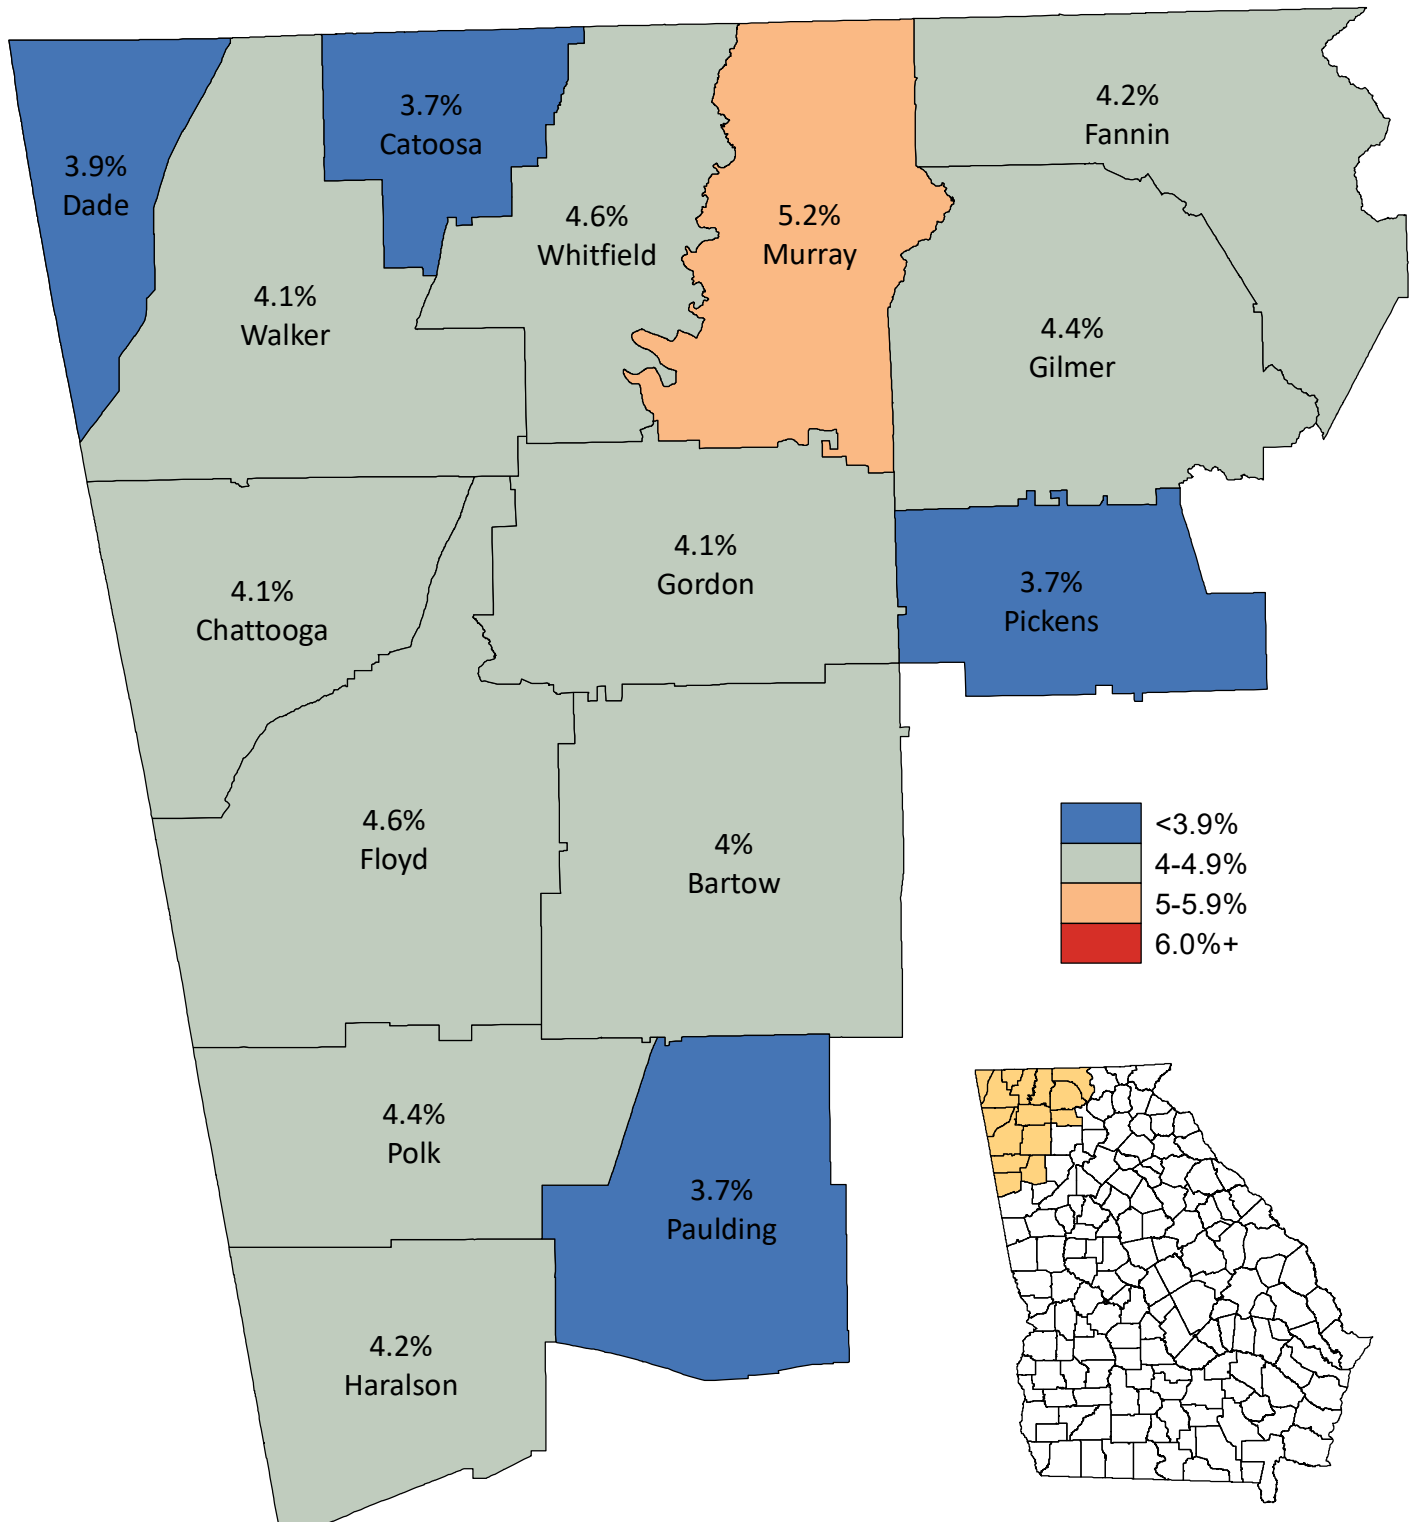 4.2%
Fannin
3.7%
Catoosa
3.9%
Dade
4.6%
Whitfield
5.2%
Murray
4.1%
Walker
4.4%
Gilmer
4.1%
Gordon
3.7%
Pickens
4.1%
Chattooga
4.6%
Floyd
4%
Bartow
<3.9%
4-4.9%
5-5.9%
6.0%+
4.4%
Polk
3.7%
Paulding
4.2%
Haralson